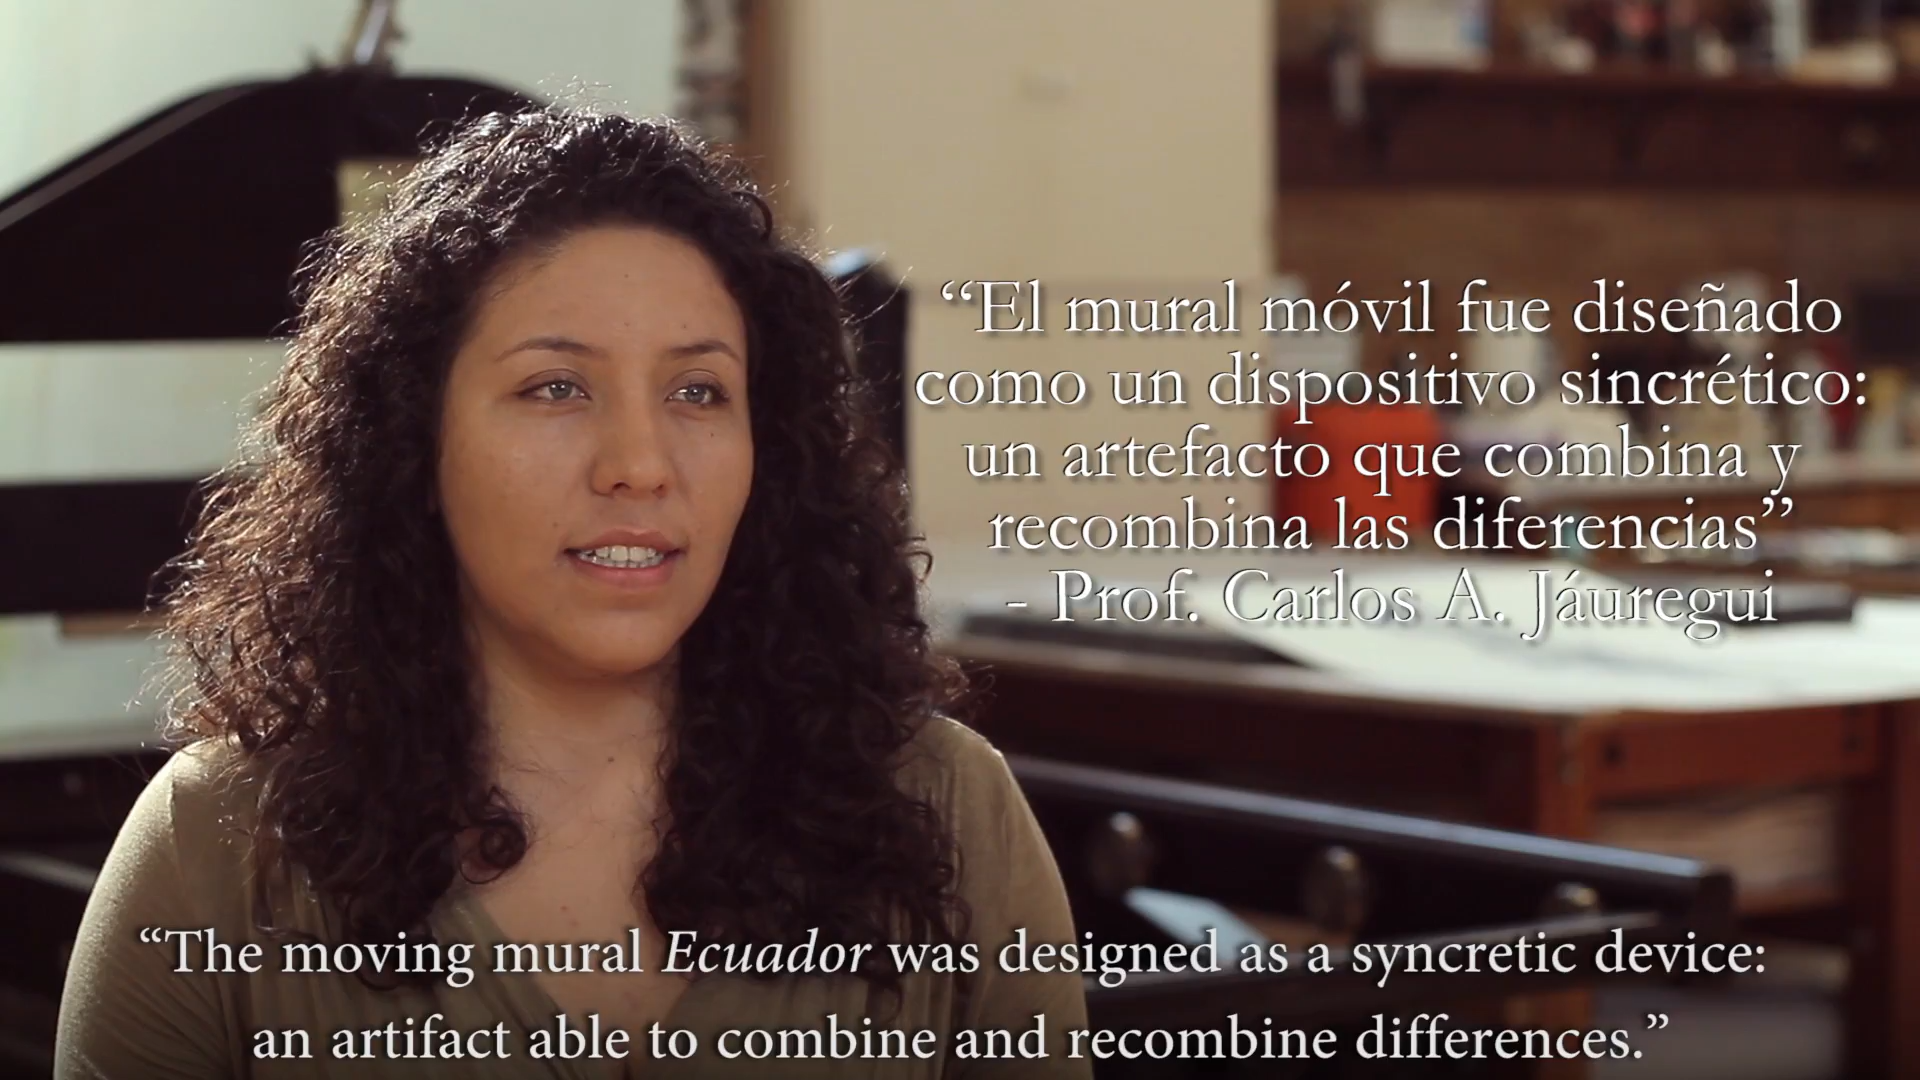 “El mural móvil fue diseñado
como un dispositivo sincrético:
un artefacto que combina y
recombina las diferencias”
- Prof. Carlos A. Jáuregui
“The moving mural Ecuador was designed as a syncretic device:
an artifact able to combine and recombine differences.”